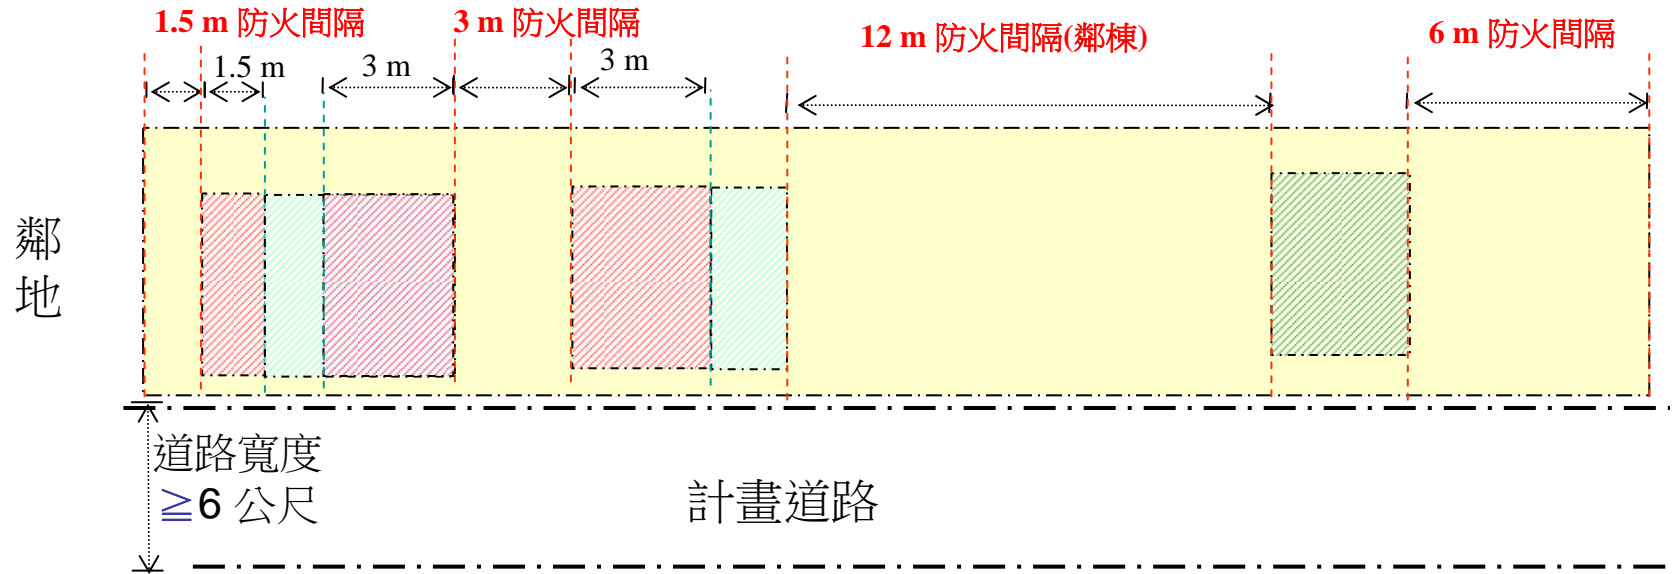 1.5 m 防火間隔
3 m 防火間隔
12 m 防火間隔(鄰棟)
6 m 防火間隔
1.5 m
3 m
3 m
鄰
地
道路寬度
≧6 公尺
計畫道路